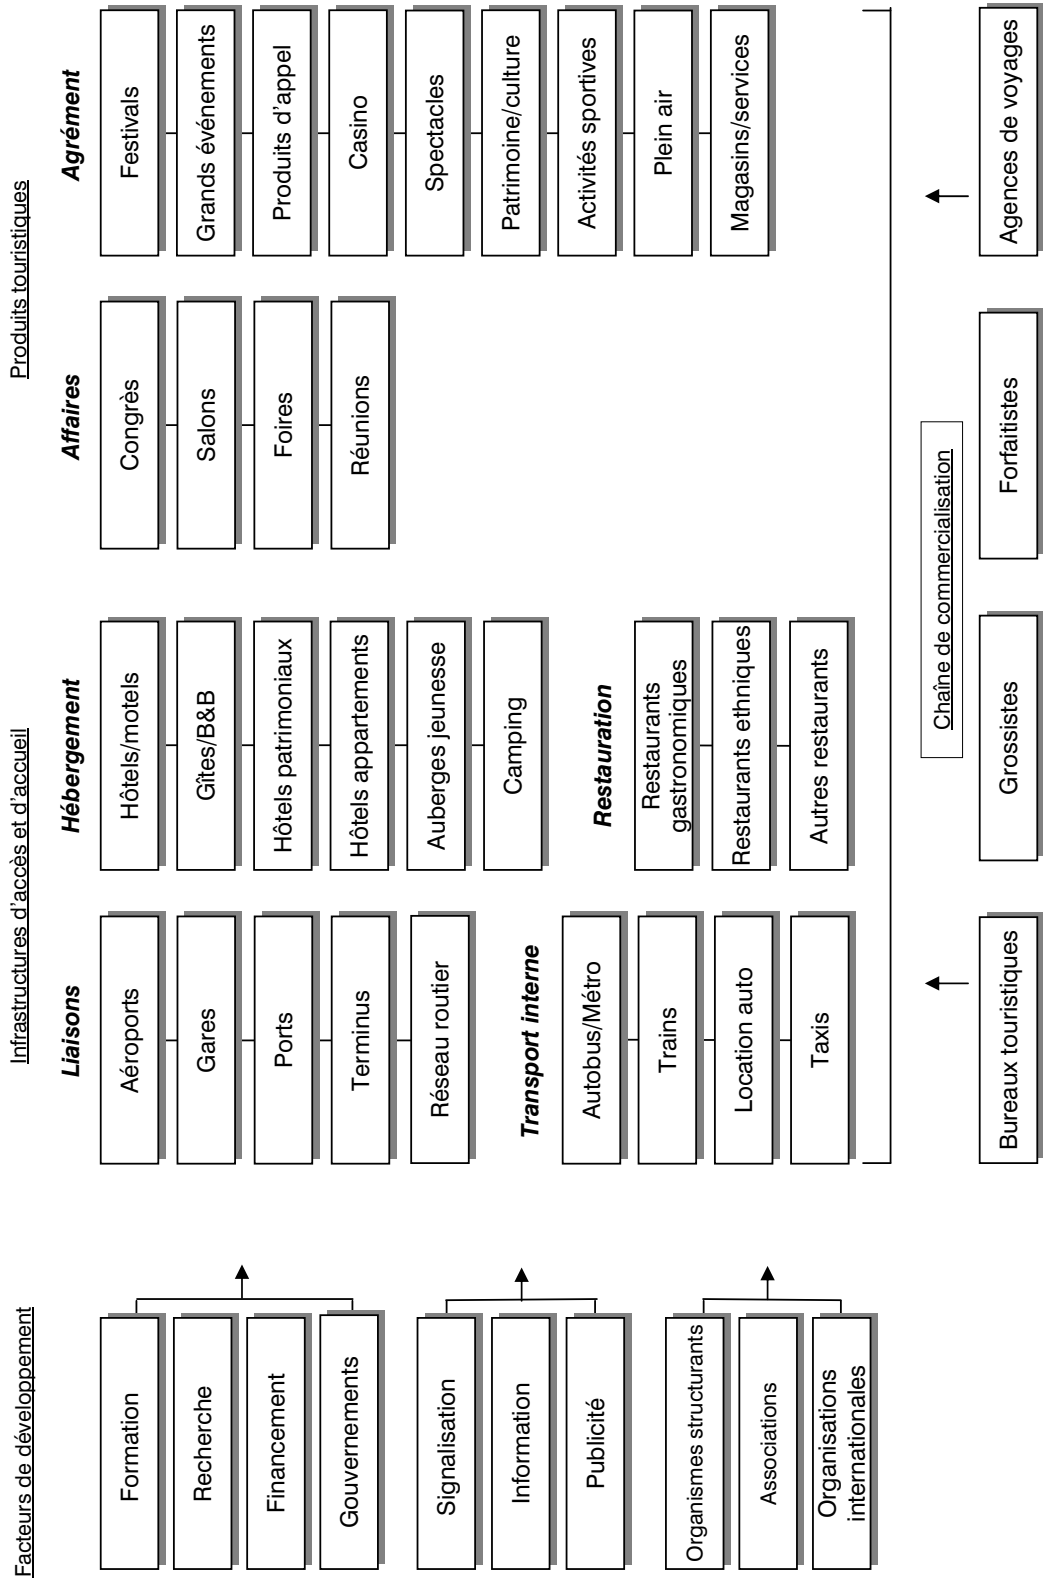 Facteurs de développement
Formation
Recherche
Financement
Gouvernements
Signalisation
Information
Publicité
Organismes structurants
Associations
Organisations
internationales
Infrastructures d'accès et d'accueil
Liaisons
Aéroports
Gares
Ports
Terminus
Réseau routier
Transport interne
Autobus/Métro
Trains
Location auto
Taxis
Hébergement
Hôtels/motels
Gîtes/B&B
Hôtels patrimoniaux
Hôtels appartements
Auberges jeunesse
Camping
Restauration
Restaurants
gastronomiques
Restaurants ethniques
Autres restaurants
Produits touristiques
Affaires
Congrès
Salons
Foires
Réunions
Agrément
Festivals
Grands événements
Produits d'appel
Casino
Spectacles
Patrimoine/culture
Activités sportives
Plein air
Magasins/services
Chaîne de commercialisation
Bureaux touristiques
Grossistes
Forfaitistes
Agences de voyages